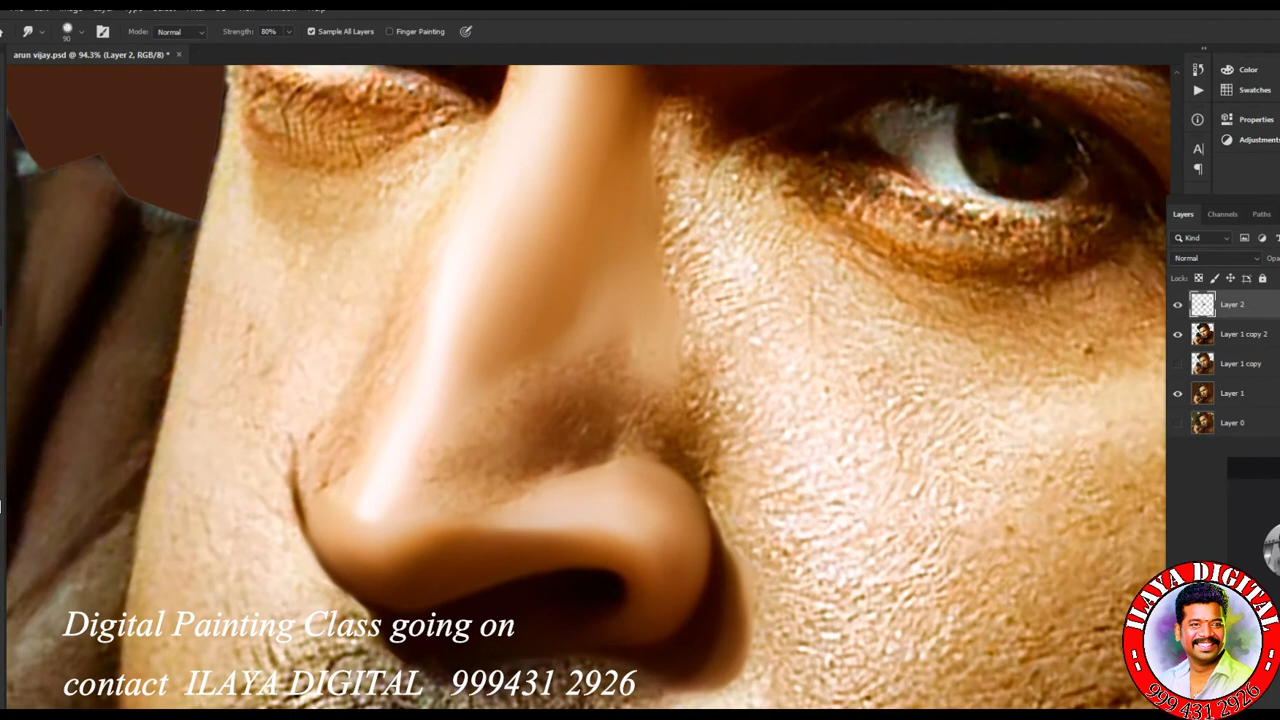 90
Mode: Normal
Strength: 80%
Sample All Layers
Finger Painting
arun vijay.psd @ 94.3% (Layer 2, RGB/8) *
Color
Swatches
Properties
Adjustments
Layers Channels Paths
Kind
Normal
Lock:
Layer 2
Layer 1 copy 2
Layer 1 copy
Layer 1
Layer 0
Digital Painting Class going on
contact ILAYA DIGITAL 999431 2926
ILAYA DIGITAL
999 431 2926